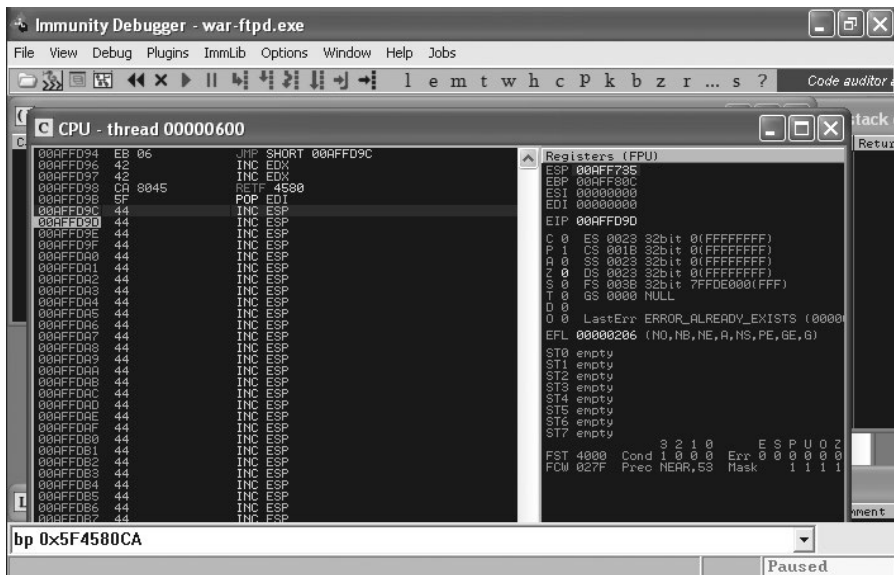 Immunity Debugger - war-ftpd.exe
File View Debug Plugins ImmLib Options Window Help Jobs
l e m t w h c P k b z r ... s ? Code auditor
CPU - thread 00000600
tack
Retur
00AFFD94 EB 06 JMP SHORT 00AFFD9C
00AFFD96 42 INC EDX
00AFFD97 42 INC EDX
00AFFD98 CA 8045 RETF 4580
00AFFD9B 5F POP EDI
00AFFD9C 44 INC ESP
00AFFD9D 44 INC ESP
00AFFD9E 44 INC ESP
00AFFD9F 44 INC ESP
00AFFDA0 44 INC ESP
00AFFDA1 44 INC ESP
00AFFDA2 44 INC ESP
00AFFDA3 44 INC ESP
00AFFDA4 44 INC ESP
00AFFDA5 44 INC ESP
00AFFDA6 44 INC ESP
00AFFDA7 44 INC ESP
00AFFDA8 44 INC ESP
00AFFDA9 44 INC ESP
00AFFDAA 44 INC ESP
00AFFDAB 44 INC ESP
00AFFDAC 44 INC ESP
00AFFDAD 44 INC ESP
00AFFDAE 44 INC ESP
00AFFDAF 44 INC ESP
00AFFDB0 44 INC ESP
00AFFDB1 44 INC ESP
00AFFDB2 44 INC ESP
00AFFDB3 44 INC ESP
00AFFDB4 44 INC ESP
00AFFDB5 44 INC ESP
00AFFDB6 44 INC ESP
00AFFDB7 44 INC ESP
Registers (FPU)
ESP 00AFF735
EBP 00AFF80C
ESI 00000000
EDI 00000000
EIP 00AFFD9D
C 0 ES 0023 32bit 0(FFFFFFFF)
P 1 CS 001B 32bit 0(FFFFFFFF)
A 0 SS 0023 32bit 0(FFFFFFFF)
Z 0 DS 0023 32bit 0(FFFFFFFF)
S 0 FS 003B 32bit 7FFDE000(FFF)
T 0 GS 0000 NULL
D 0
O 0 LastErr ERROR_ALREADY_EXISTS (0000
EFL 00000206 (NO,NB,NE,A,NS,PE,GE,G)
ST0 empty
ST1 empty
ST2 empty
ST3 empty
ST4 empty
ST5 empty
ST6 empty
ST7 empty
3 2 1 0 E S P U O Z
FST 4000 Cond 1 0 0 0 Err 0 0 0 0 0 0
FCW 027F Prec NEAR,53 Mask 1 1 1 1
mment
bp 0x5F4580CA
Paused